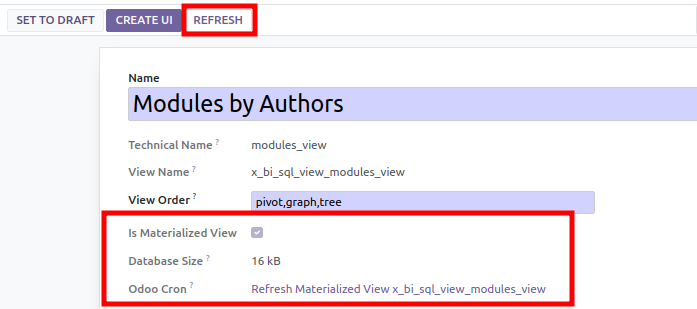 SET TO DRAFT CREATE UI REFRESH
Name
Modules by Authors
Technical Name ? modules_view
View Name ? x_bi_sql_view_modules_view
View Order ? pivot,graph,tree
Is Materialized View
Database Size ? 16 kB
Odoo Cron ? Refresh Materialized View x_bi_sql_view_modules_view